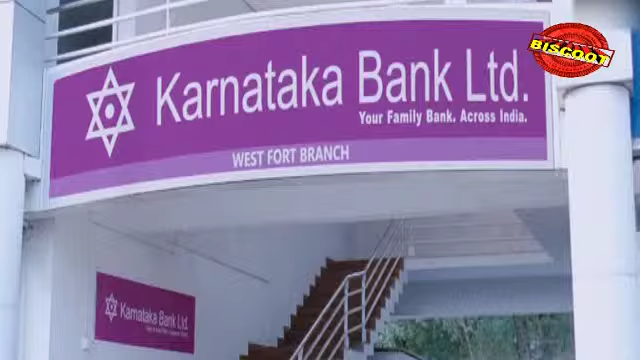 BISCOOT
Karnataka Bank Ltd.
Your Family Bank. Across India.
WEST FORT BRANCH
Karnataka Bank Ltd.